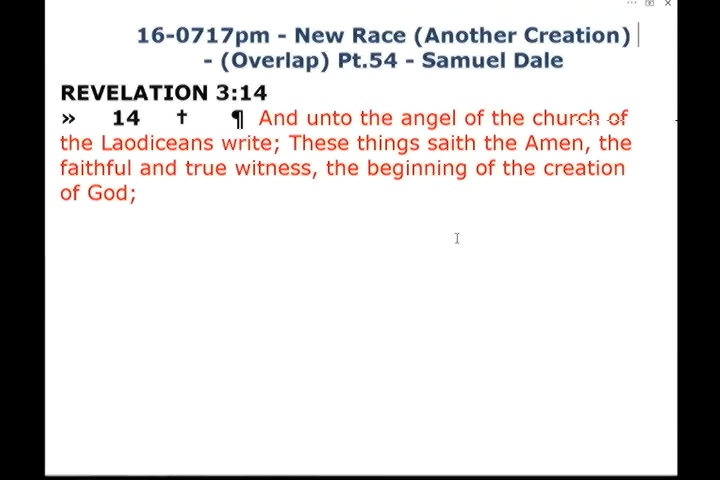 16-0717pm - New Race (Another Creation)
- (Overlap) Pt.54 - Samuel Dale
REVELATION 3:14
» 14 † ¶ And unto the angel of the church of
the Laodiceans write; These things saith the Amen, the
faithful and true witness, the beginning of the creation
of God;